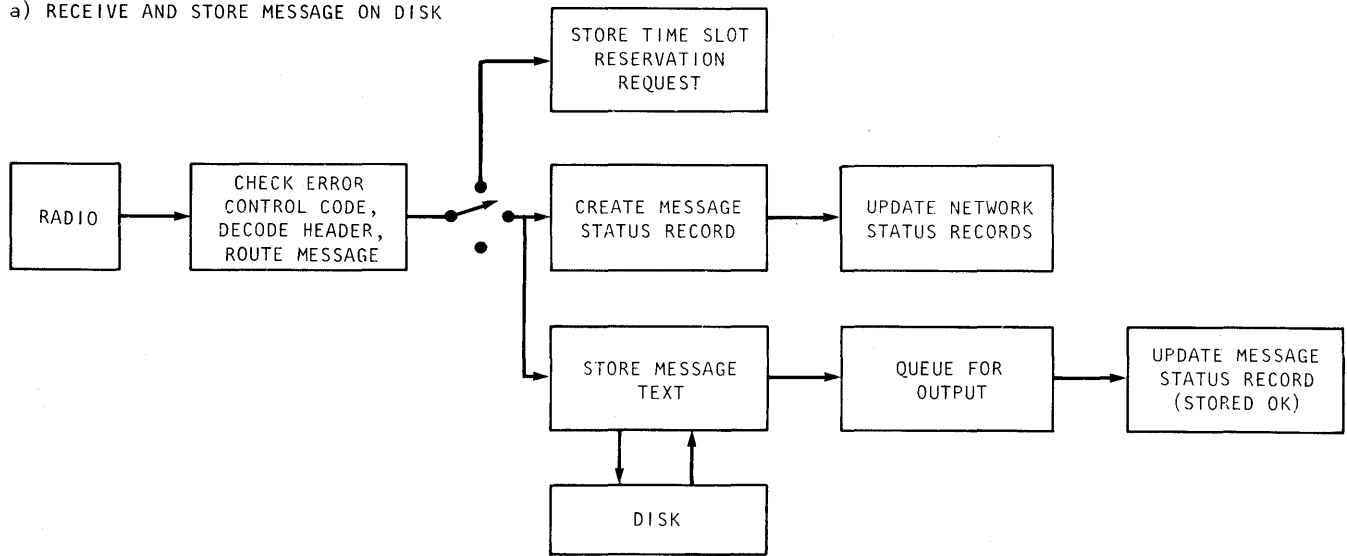 a) RECEIVE AND STORE MESSAGE ON DISK
STORE TIME SLOT
RESERVATION
REQUEST
RADIO
CHECK ERROR
CONTROL CODE,
DECODE HEADER,
ROUTE MESSAGE
CREATE MESSAGE
STATUS RECORD
UPDATE NETWORK
STATUS RECORDS
STORE MESSAGE
TEXT
QUEUE FOR
OUTPUT
UPDATE MESSAGE
STATUS RECORD
(STORED OK)
DISK